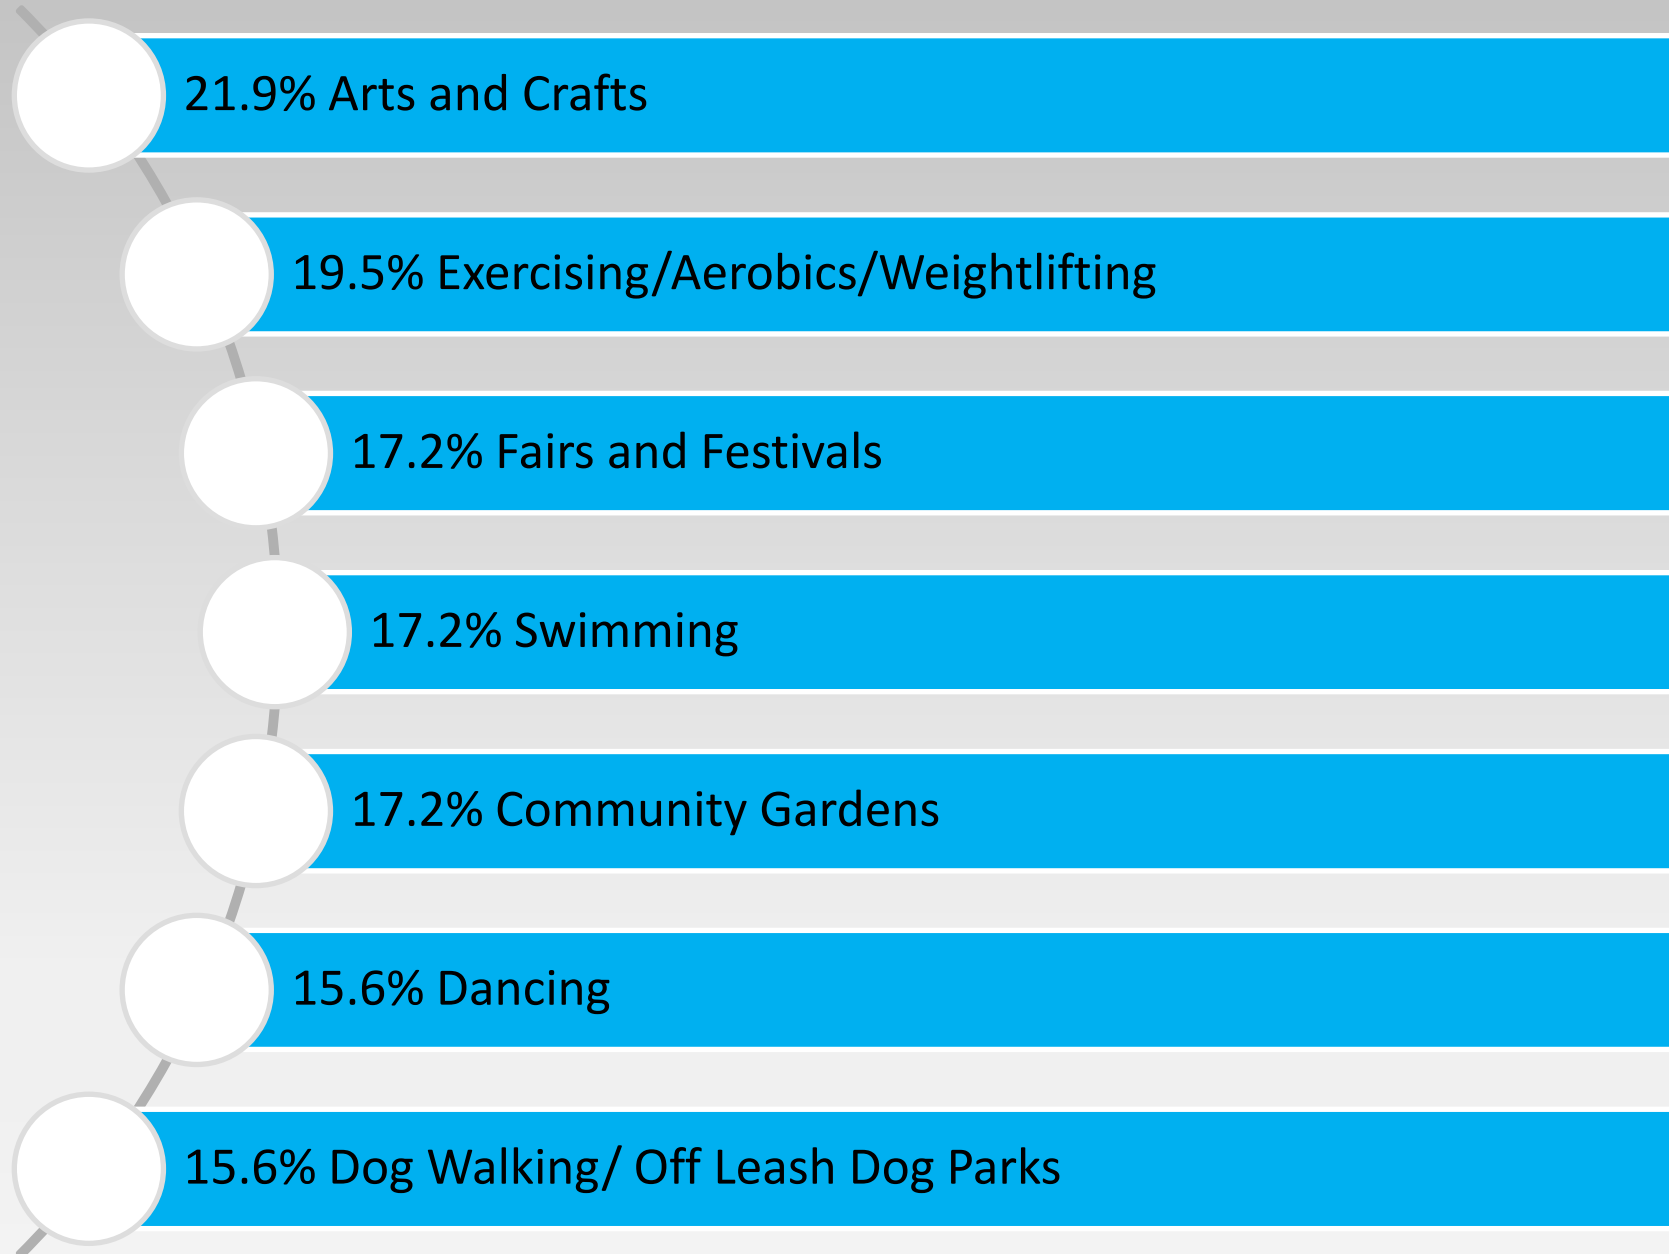 21.9% Arts and Crafts
19.5% Exercising/Aerobics/Weightlifting
17.2% Fairs and Festivals
17.2% Swimming
17.2% Community Gardens
15.6% Dancing
15.6% Dog Walking/ Off Leash Dog Parks